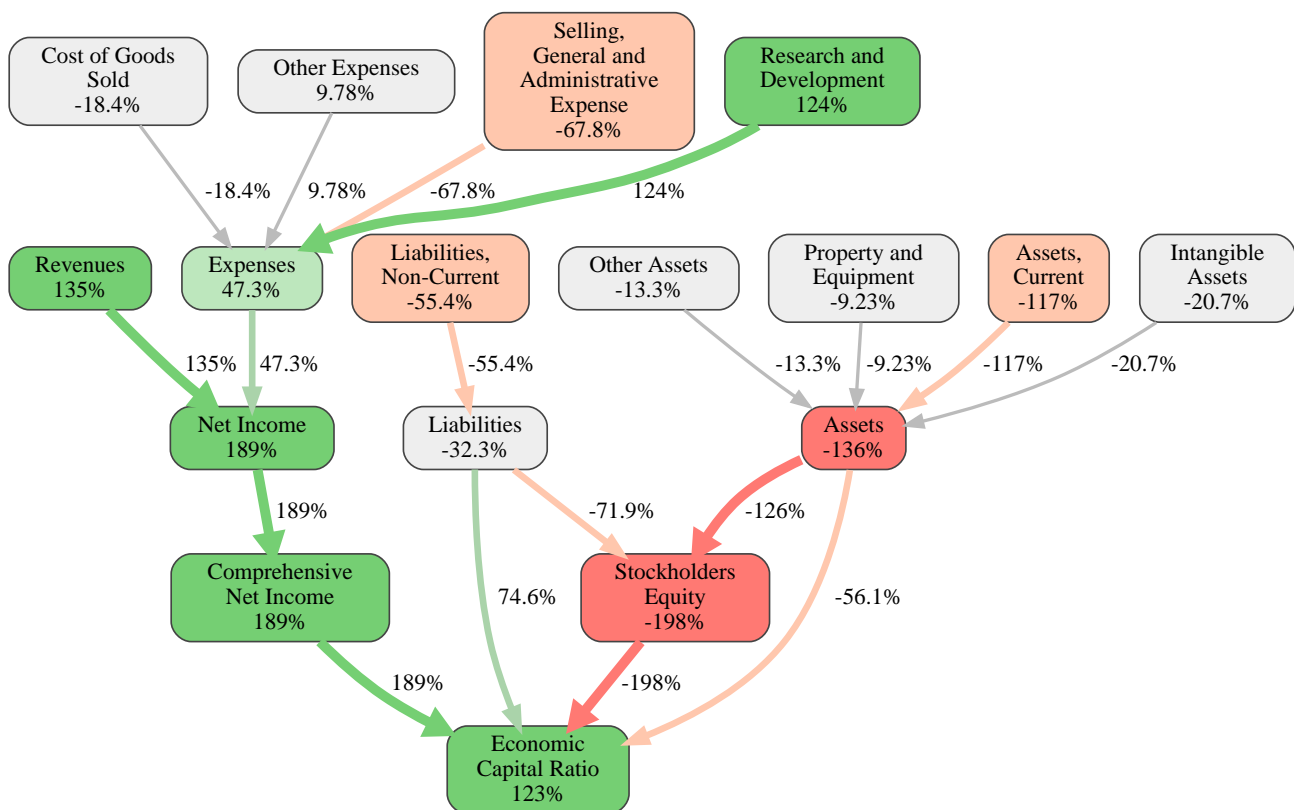 Cost of Goods
Sold
-18.4%
Other Expenses
9.78%
Selling,
General and
Administrative
Expense
-67.8%
Research and
Development
124%
-18.4%
9.78%
-67.8%
124%
Revenues
135%
Expenses
47.3%
Liabilities,
Non-Current
-55.4%
Other Assets
-13.3%
Property and
Equipment
-9.23%
Assets,
Current
-117%
Intangible
Assets
-20.7%
135%
47.3%
-55.4%
-13.3%
-9.23%
-117%
-20.7%
Net Income
189%
Liabilities
-32.3%
Assets
-136%
189%
-71.9%
-126%
Comprehensive
Net Income
189%
74.6%
Stockholders
Equity
-198%
-56.1%
189%
-198%
Economic
Capital Ratio
123%